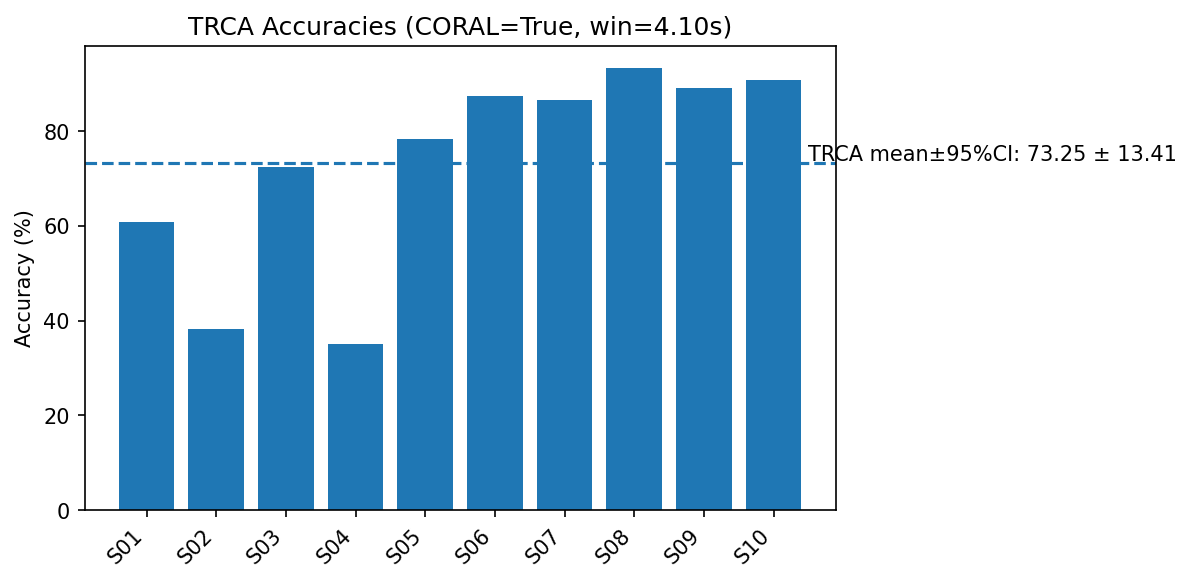 TRCA Accuracies (CORAL=True, win=4.10s)
Accuracy (%)
80
60
40
20
0
TRCA mean±95%CI: 73.25 ± 13.41
S01 S02 S03 S04 S05 S06 S07 S08 S09 S10